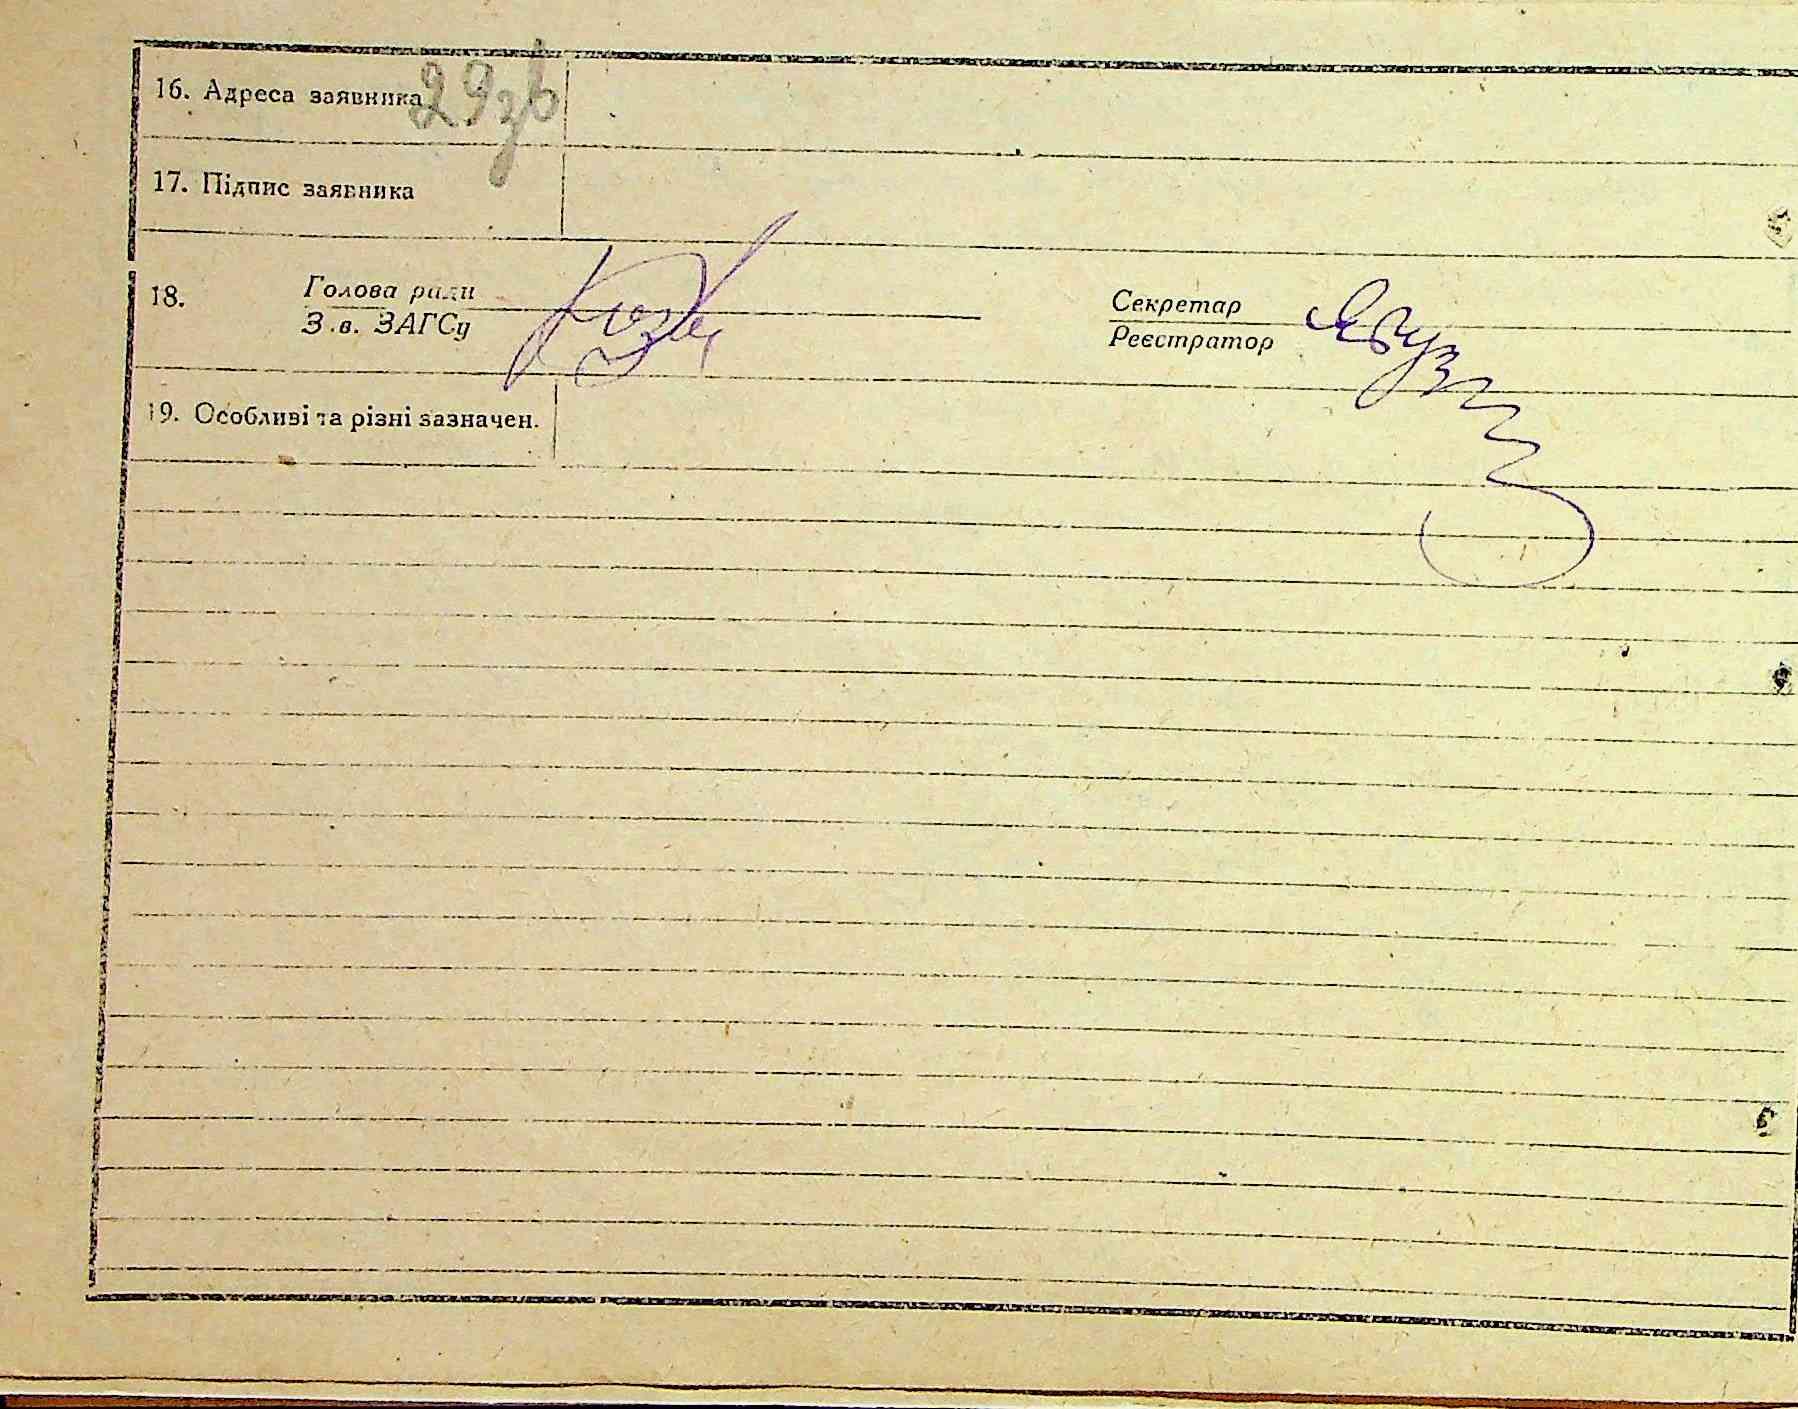 16. Адреса заявника 29зв
17. Підпис заявника
18. Голова ради Секретар
З.в. ЗАГСу Реєстратор
19. Особливі та різні зазначен.